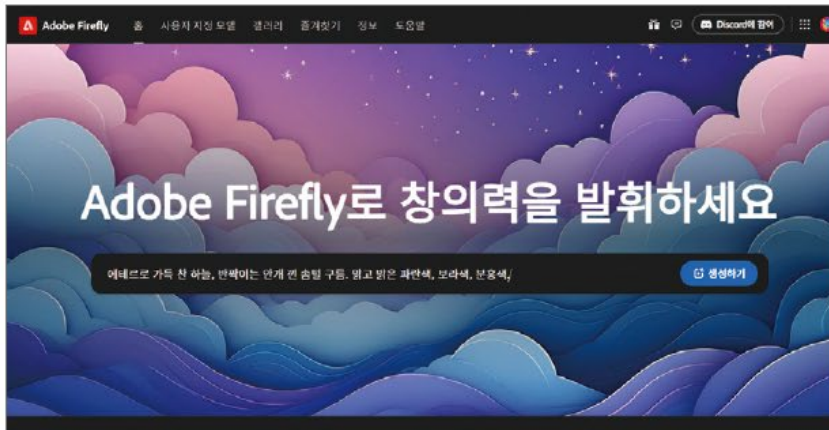 Adobe Firefly 홈 사용자 지정 모델 갤러리 즐겨찾기 정보 도움말 Discord에 참여
Adobe Firefly로 창의력을 발휘하세요
에테르로 가득 찬 하늘, 반짝이는 안개 낀 솜털 구름. 맑고 밝은 파란색, 보라색, 분홍색, 생성하기